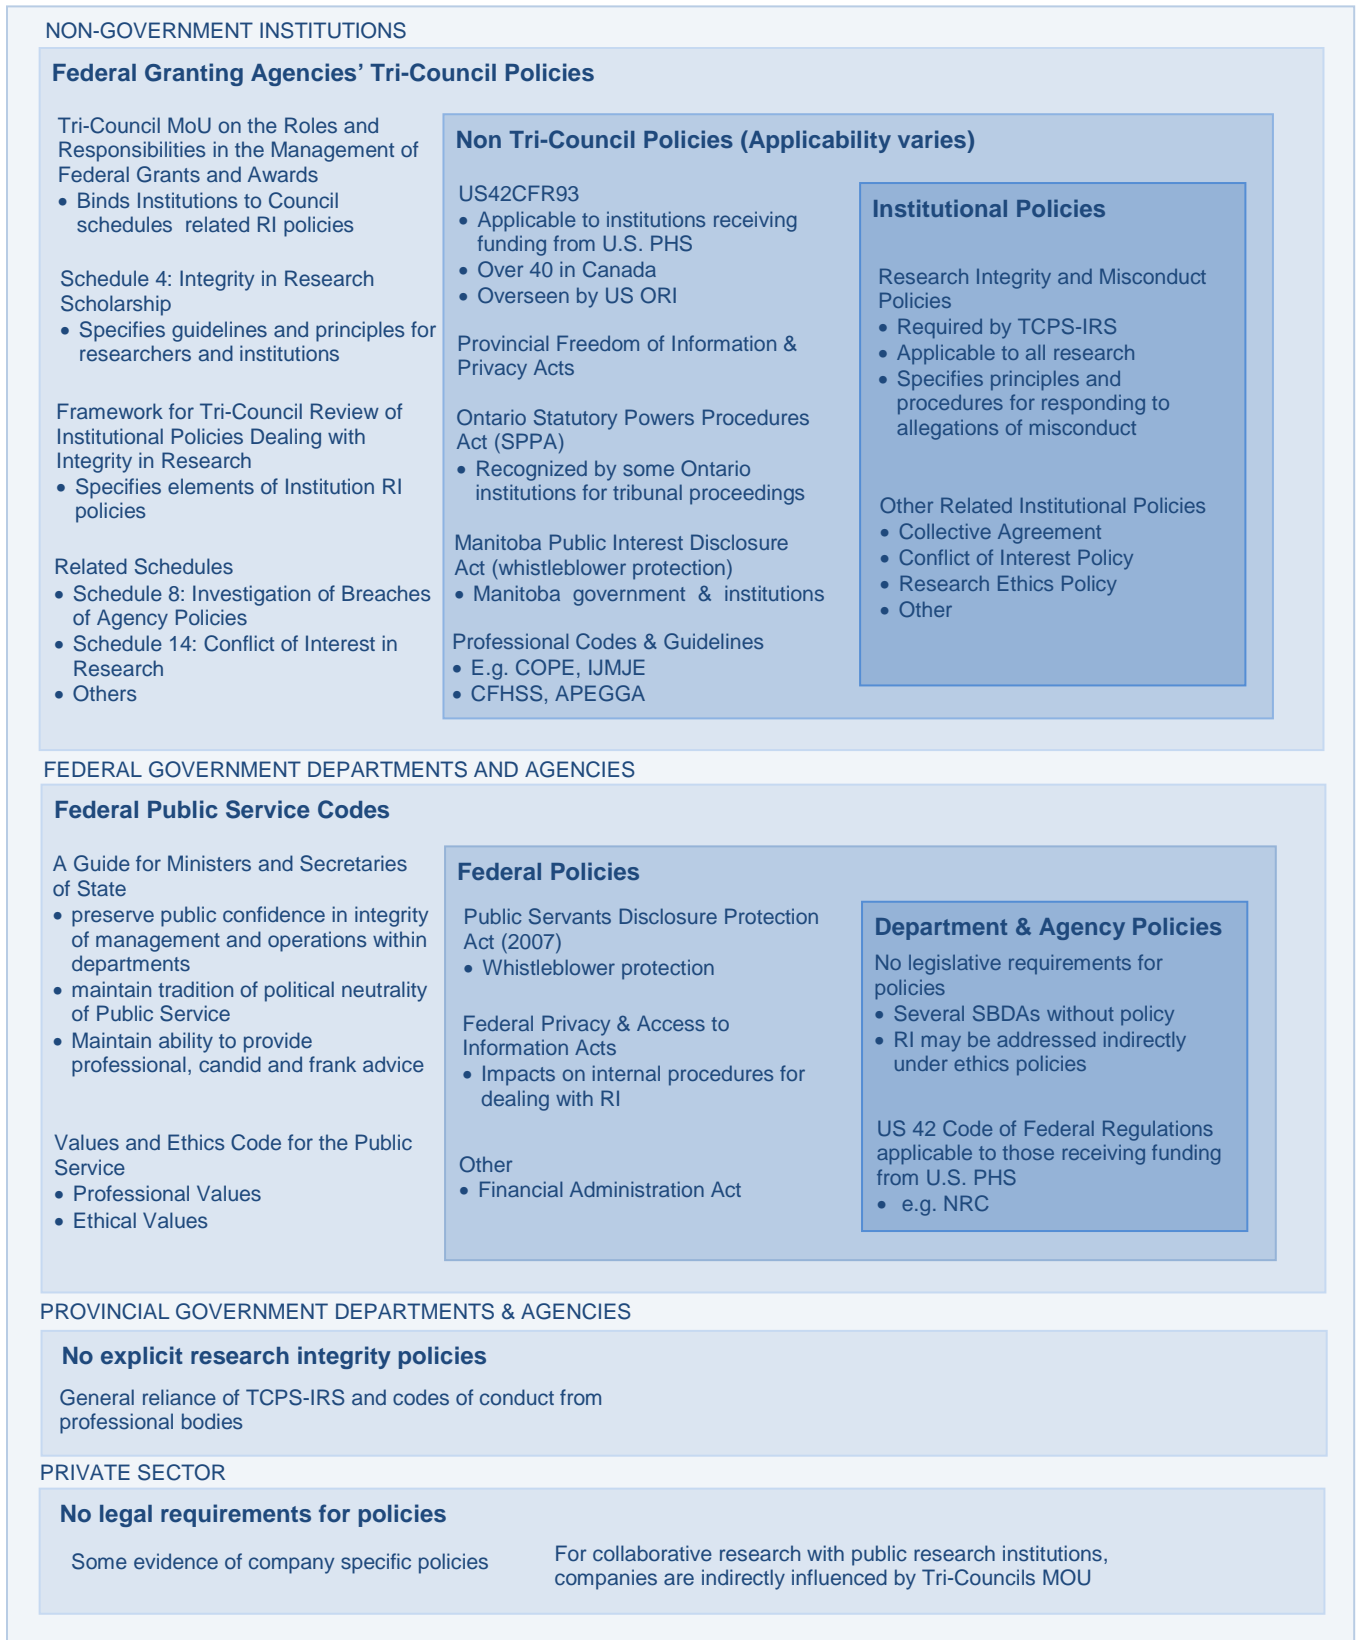 NON-GOVERNMENT INSTITUTIONS
Federal Granting Agencies’ Tri-Council Policies
Tri-Council MoU on the Roles and
Responsibilities in the Management of
Federal Grants and Awards
• Binds Institutions to Council
schedules related RI policies
Schedule 4: Integrity in Research
Scholarship
• Specifies guidelines and principles for
researchers and institutions
Framework for Tri-Council Review of
Institutional Policies Dealing with
Integrity in Research
• Specifies elements of Institution RI
policies
Related Schedules
• Schedule 8: Investigation of Breaches
of Agency Policies
• Schedule 14: Conflict of Interest in
Research
• Others
Non Tri-Council Policies (Applicability varies)
US42CFR93
• Applicable to institutions receiving
funding from U.S. PHS
• Over 40 in Canada
• Overseen by US ORI
Provincial Freedom of Information &
Privacy Acts
Ontario Statutory Powers Procedures
Act (SPPA)
• Recognized by some Ontario
institutions for tribunal proceedings
Manitoba Public Interest Disclosure
Act (whistleblower protection)
• Manitoba government & institutions
Professional Codes & Guidelines
• E.g. COPE, IJMJE
• CFHSS, APEGGA
Institutional Policies
Research Integrity and Misconduct
Policies
• Required by TCPS-IRS
• Applicable to all research
• Specifies principles and
procedures for responding to
allegations of misconduct
Other Related Institutional Policies
• Collective Agreement
• Conflict of Interest Policy
• Research Ethics Policy
• Other
FEDERAL GOVERNMENT DEPARTMENTS AND AGENCIES
Federal Public Service Codes
A Guide for Ministers and Secretaries
of State
• preserve public confidence in integrity
of management and operations within
departments
• maintain tradition of political neutrality
of Public Service
• Maintain ability to provide
professional, candid and frank advice
Values and Ethics Code for the Public
Service
• Professional Values
• Ethical Values
Federal Policies
Public Servants Disclosure Protection
Act (2007)
• Whistleblower protection
Federal Privacy & Access to
Information Acts
• Impacts on internal procedures for
dealing with RI
Other
• Financial Administration Act
Department & Agency Policies
No legislative requirements for
policies
• Several SBDAs without policy
• RI may be addressed indirectly
under ethics policies
US 42 Code of Federal Regulations
applicable to those receiving funding
from U.S. PHS
• e.g. NRC
PROVINCIAL GOVERNMENT DEPARTMENTS & AGENCIES
No explicit research integrity policies
General reliance of TCPS-IRS and codes of conduct from
professional bodies
PRIVATE SECTOR
No legal requirements for policies
Some evidence of company specific policies
For collaborative research with public research institutions,
companies are indirectly influenced by Tri-Councils MOU